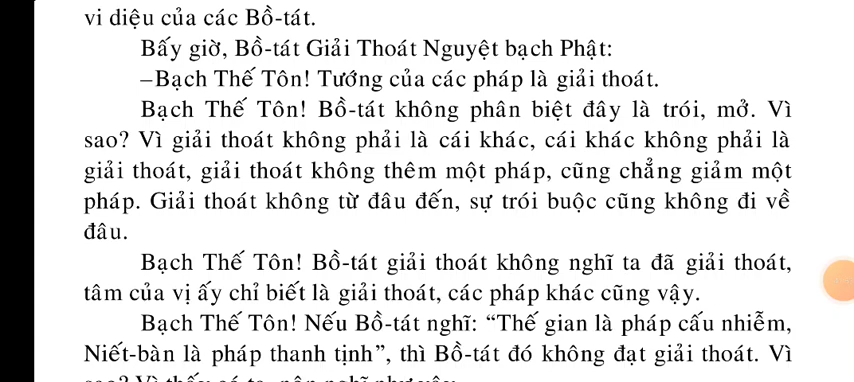 vi diệu của các Bồ-tát.
Bấy giờ, Bồ-tát Giải Thoát Nguyệt bạch Phật:
–Bạch Thế Tôn! Tướng của các pháp là giải thoát.
Bạch Thế Tôn! Bồ-tát không phân biệt đây là trói, mở. Vì
sao? Vì giải thoát không phải là cái khác, cái khác không phải là
giải thoát, giải thoát không thêm một pháp, cũng chẳng giảm một
pháp. Giải thoát không từ đâu đến, sự trói buộc cũng không đi về
đâu.
Bạch Thế Tôn! Bồ-tát giải thoát không nghĩ ta đã giải thoát,
tâm của vị ấy chỉ biết là giải thoát, các pháp khác cũng vậy.
Bạch Thế Tôn! Nếu Bồ-tát nghĩ: “Thế gian là pháp cấu nhiễm,
Niết-bàn là pháp thanh tịnh”, thì Bồ-tát đó không đạt giải thoát. Vì